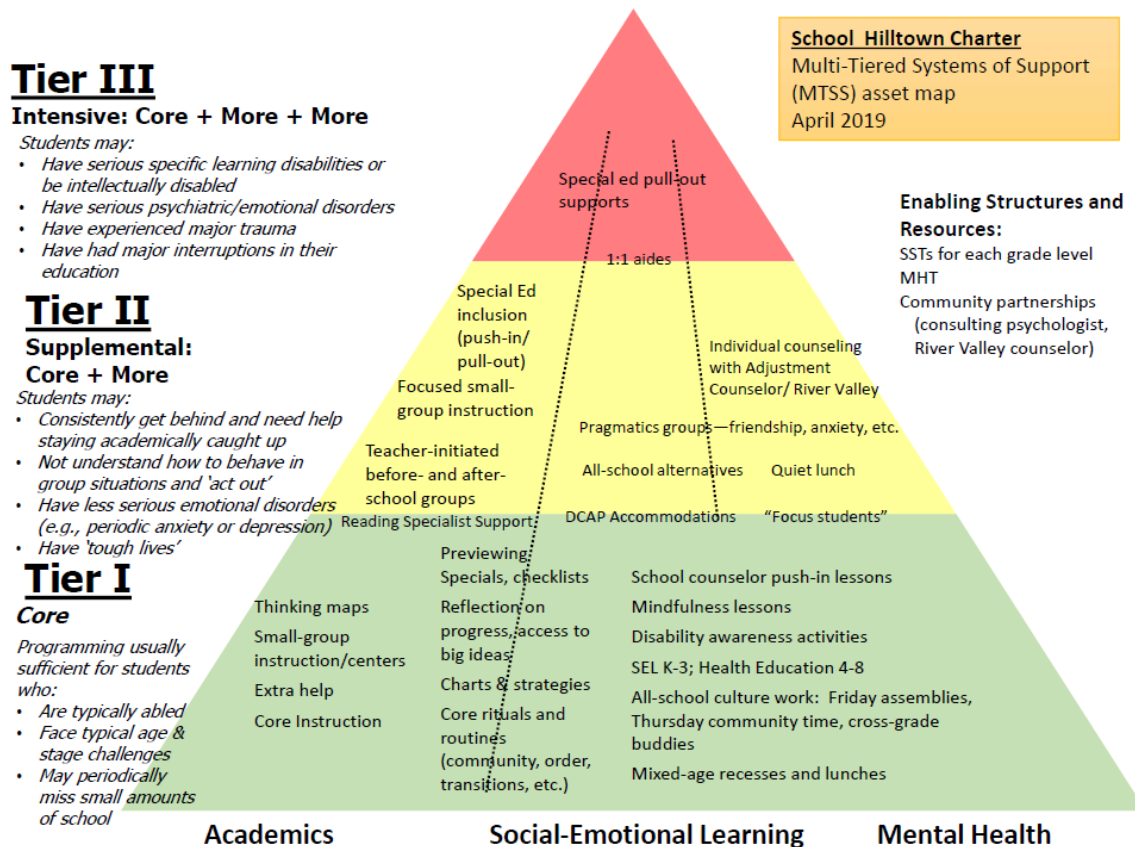 School Hilltown Charter
Multi-Tiered Systems of Support
(MTSS) asset map
April 2019
Tier III
Intensive: Core + More + More
Students may:
• Have serious specific learning disabilities or
be intellectually disabled
• Have serious psychiatric/emotional disorders
• Have experienced major trauma
• Have had major interruptions in their
education
Tier II
Supplemental:
Core + More
Students may:
• Consistently get behind and need help
staying academically caught up
• Not understand how to behave in
group situations and ‘act out’
• Have less serious emotional disorders
(e.g., periodic anxiety or depression)
• Have ‘tough lives’
Tier I
Core
Programming usually
sufficient for students
who:
• Are typically abled
• Face typical age &
stage challenges
• May periodically
miss small amounts
of school
Special ed pull-out
supports
1:1 aides
Special Ed
inclusion
(push-in/
pull-out)
Focused small-
group instruction
Teacher-initiated
before- and after-
school groups
Reading Specialist Support
Individual counseling
with Adjustment
Counselor/ River Valley
Pragmatics groups—friendship, anxiety, etc.
All-school alternatives
Quiet lunch
DCAP Accommodations
“Focus students”
Thinking maps
Small-group
instruction/centers
Extra help
Core Instruction
Previewing
Specials, checklists
Reflection on
progress, access to
big ideas
Charts & strategies
Core rituals and
routines
(community, order,
transitions, etc.)
School counselor push-in lessons
Mindfulness lessons
Disability awareness activities
SEL K-3; Health Education 4-8
All-school culture work: Friday assemblies,
Thursday community time, cross-grade
buddies
Mixed-age recesses and lunches
Enabling Structures and
Resources:
SSTs for each grade level
MHT
Community partnerships
(consulting psychologist,
River Valley counselor)
Academics
Social-Emotional Learning
Mental Health